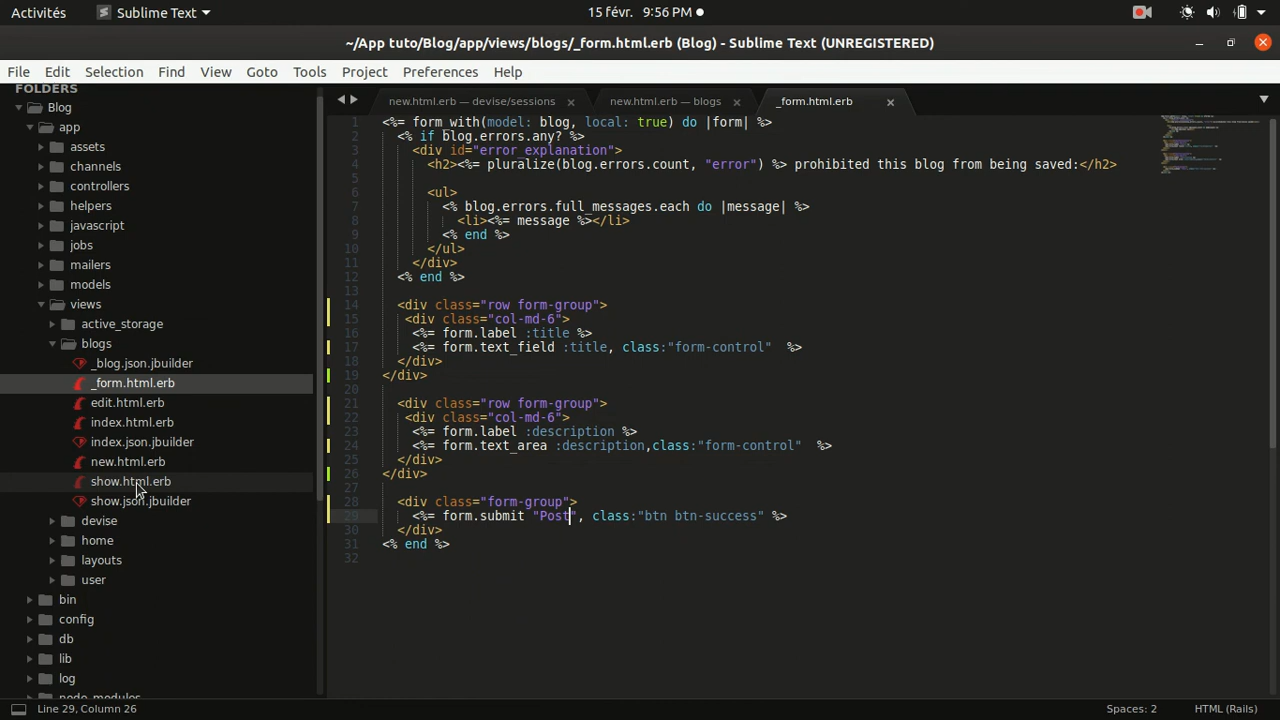 Activités Sublime Text 15 févr. 9:56 PM
~/App tuto/Blog/app/views/blogs/_form.html.erb (Blog) - Sublime Text (UNREGISTERED)
File Edit Selection Find View Goto Tools Project Preferences Help
FOLDERS
Blog
app
assets
channels
controllers
helpers
javascript
jobs
mailers
models
views
active_storage
blogs
_blog.json.jbuilder
_form.html.erb
edit.html.erb
index.html.erb
index.json.jbuilder
new.html.erb
show.html.erb
show.json.jbuilder
devise
home
layouts
user
bin
config
db
lib
log
node_modules
new.html.erb — devise/sessions new.html.erb — blogs _form.html.erb
1 <%= form_with(model: blog, local: true) do |form| %>
2 <% if blog.errors.any? %>
3 <div id="error_explanation">
4 <h2><%= pluralize(blog.errors.count, "error") %> prohibited this blog from being saved:</h2>
5
6 <ul>
7 <% blog.errors.full_messages.each do |message| %>
8 <li><%= message %></li>
9 <% end %>
10 </ul>
11 </div>
12 <% end %>
13
14 <div class="row form-group">
15 <div class="col-md-6">
16 <%= form.label :title %>
17 <%= form.text_field :title, class:"form-control" %>
18 </div>
19 </div>
20
21 <div class="row form-group">
22 <div class="col-md-6">
23 <%= form.label :description %>
24 <%= form.text_area :description,class:"form-control" %>
25 </div>
26 </div>
27
28 <div class="form-group">
29 <%= form.submit "Post", class:"btn btn-success" %>
30 </div>
31 <% end %>
32
Line 29, Column 26 Spaces: 2 HTML (Rails)